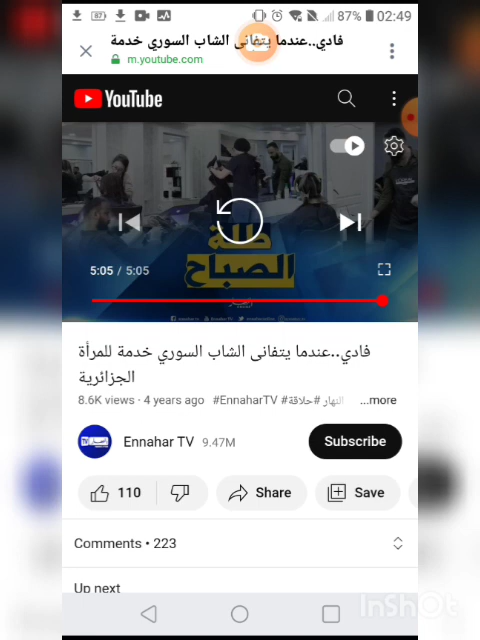 87% 02:49
فادي..عندما يتفانى الشاب السوري خدمة
m.youtube.com
YouTube
طلة
الصباح
5:05 / 5:05
فادي..عندما يتفانى الشاب السوري خدمة للمرأة
الجزائرية
8.6K views · 4 years ago #EnnaharTV #حلاقة# النهار ...more
Ennahar TV 9.47M Subscribe
110 Share Save
Comments • 223
Up next
InShOt